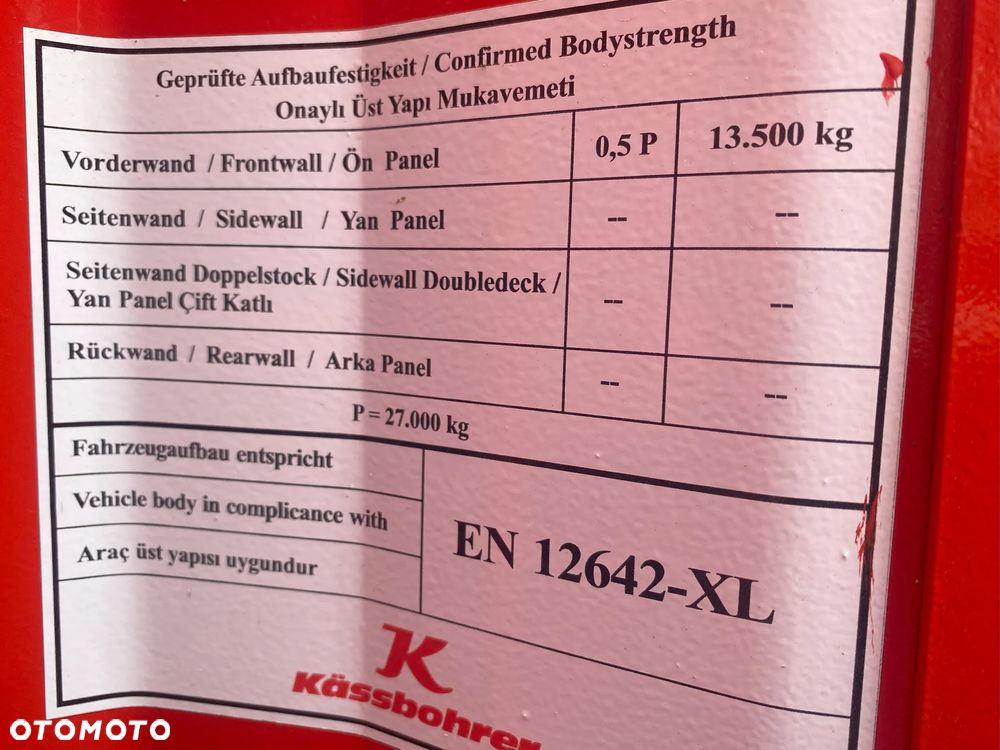 Geprüfte Aufbaufestigkeit / Confirmed Bodystrength
Onaylı Üst Yapı Mukavemeti
Vorderwand / Frontwall / Ön Panel 0,5 P 13.500 kg
Seitenwand / Sidewall / Yan Panel -- --
Seitenwand Doppelstock / Sidewall Doubledeck /
Yan Panel Çift Katlı -- --
Rückwand / Rearwall / Arka Panel -- --
P = 27.000 kg
Fahrzeugaufbau entspricht
Vehicle body in complicance with
Araç üst yapısı uygundur
EN 12642-XL
K
Kässbohrer
OTOMOTO